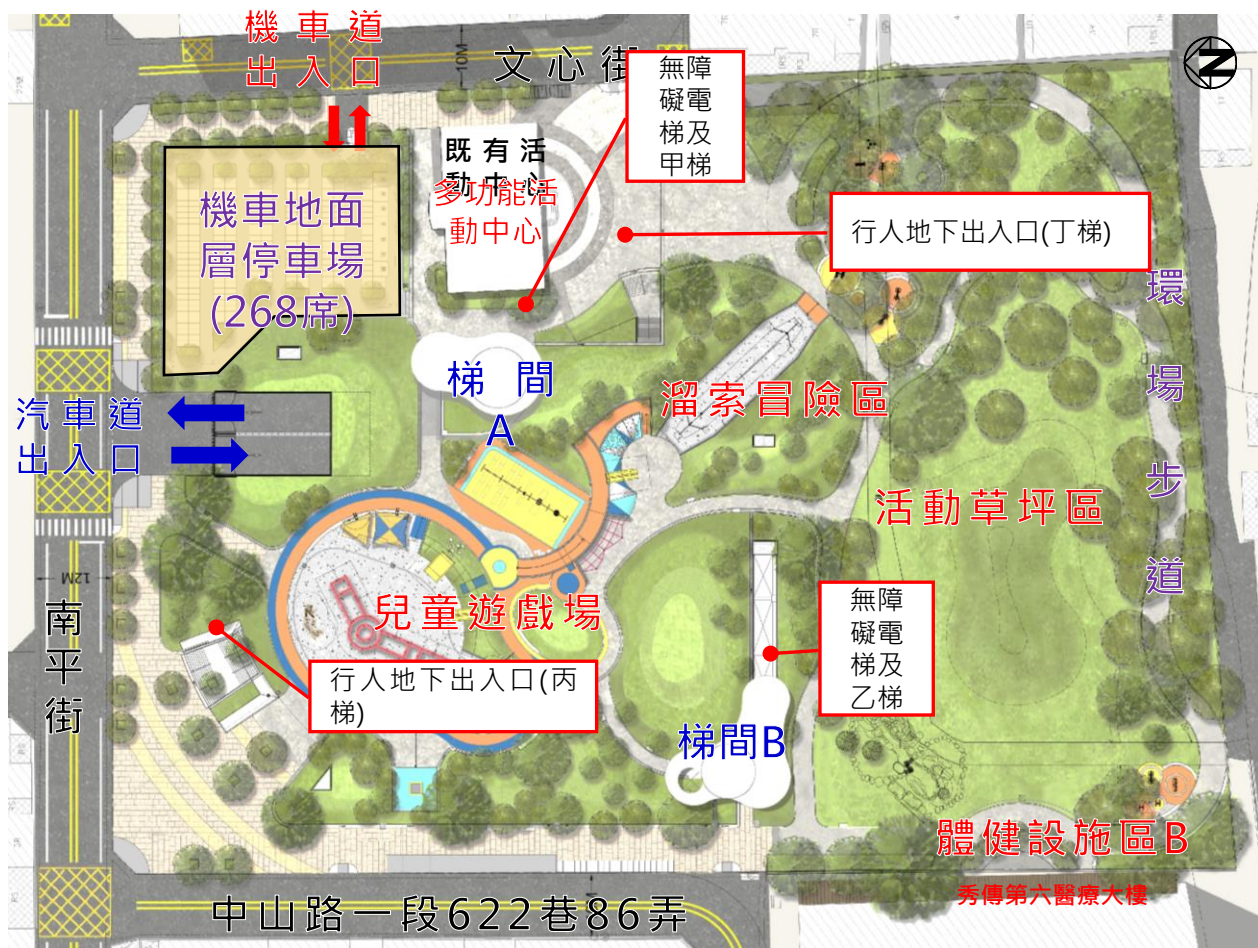 機車道
出入口
文心街
10M
N
無障
礙電
梯及
甲梯
既有活
動中心
多功能活
動中心
機車地面
層停車場
(268席)
行人地下出入口(丁梯)
環場步道
梯間
A
溜索冒險區
汽車道
出入口
活動草坪區
12M
南平街
兒童遊戲場
無障
礙電
梯及
乙梯
行人地下出入口(丙
梯)
梯間B
體健設施區B
秀傳第六醫療大樓
中山路一段622巷86弄